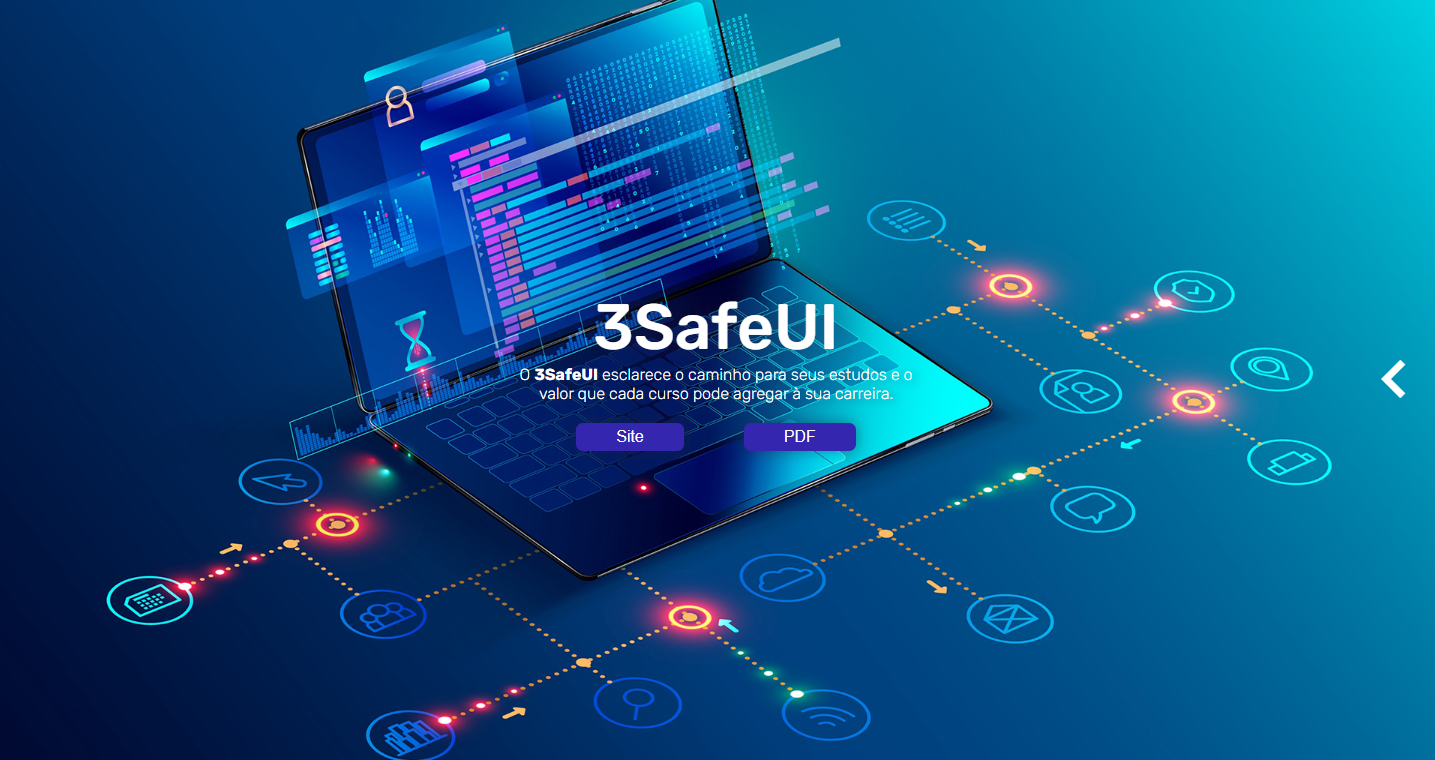 3SafeUI
O 3SafeUI esclarece o caminho para seus estudos e o
valor que cada curso pode agregar à sua carreira.
Site
PDF